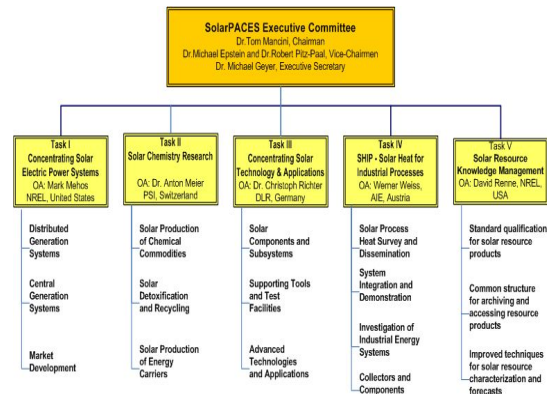 SolarPACES Executive Committee
Dr.Tom Mancini, Chairman
Dr.Michael Epstein and Dr.Robert Pitz-Paal, Vice-Chairmen
Dr. Michael Geyer, Executive Secretary
Task I
Concentrating Solar
Electric Power Systems
OA: Mark Mehos
NREL, United States
Distributed
Generation
Systems
Central
Generation
Systems
Market
Development
Task II
Solar Chemistry Research
OA: Dr. Anton Meier
PSI, Switzerland
Solar Production
of Chemical
Commodities
Solar
Detoxification
and Recycling
Solar Production
of Energy
Carriers
Task III
Concentrating Solar
Technology & Applications
OA: Dr. Christoph Richter
DLR, Germany
Solar
Components and
Subsystems
Supporting Tools
and Test
Facilities
Advanced
Technologies
and Applications
Task IV
SHIP - Solar Heat for
Industrial Processes
OA: Werner Weiss,
AIE, Austria
Solar Process
Heat Survey and
Dissemination
System
Integration and
Demonstration
Investigation of
Industrial Energy
Systems
Collectors and
Components
Task V
Solar Resource
Knowledge Management
OA: David Renne, NREL,
USA
Standard qualification
for solar resource
products
Common structure
for archiving and
accessing resource
products
Improved techniques
for solar resource
characterization and
forecasts